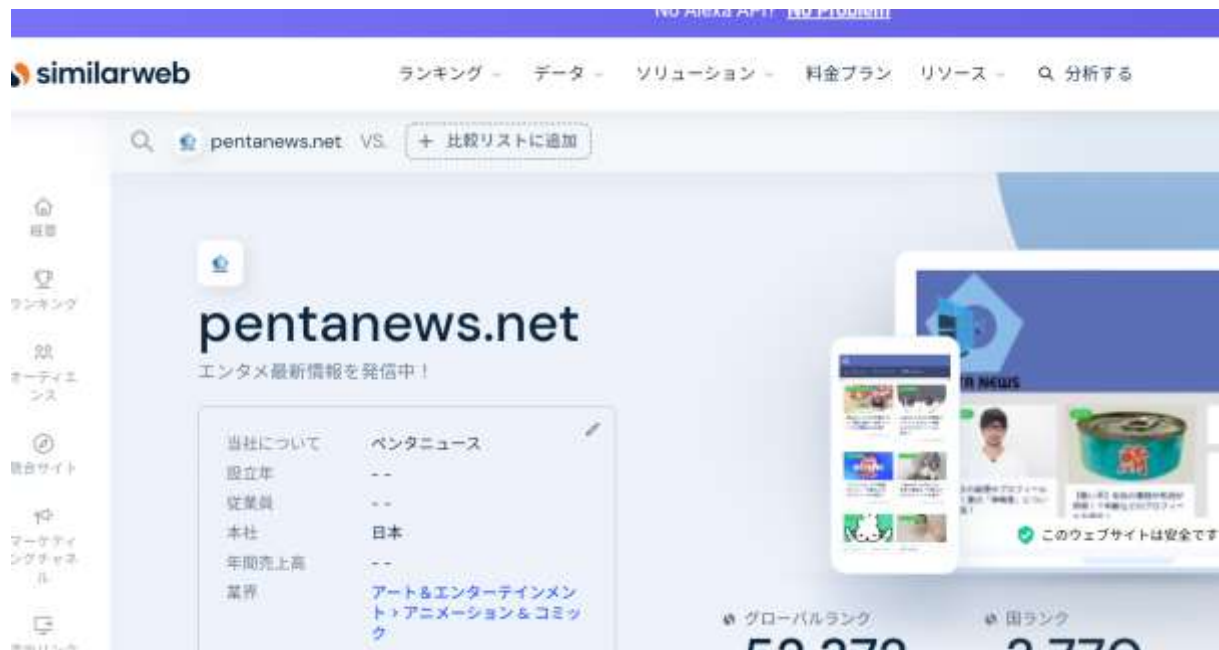 No Alexa API? No Problem
similarweb
ランキング
データ
ソリューション
料金プラン
リソース
分析する
pentanews.net VS. + 比較リストに追加
概要
ランキング
オーディエ
ンス
競合サイト
マーケティ
ングチャネ
ル
pentanews.net
エンタメ最新情報を発信中！
当社について ペンタニュース
設立年 - -
従業員 - -
本社 日本
年間売上高 - -
業界 アート＆エンターテインメン
ト › アニメーション & コミッ
ク
TA NEWS
このウェブサイトは安全です
グローバルランク
国ランク